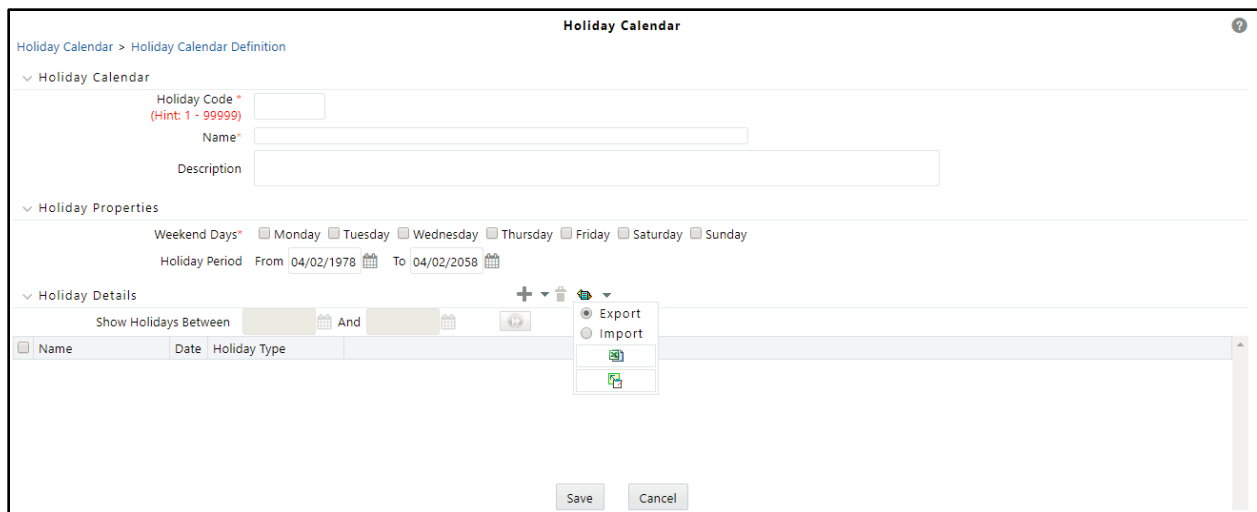 Holiday Calendar
Holiday Calendar > Holiday Calendar Definition
Holiday Calendar
Holiday Code *
(Hint: 1 - 99999)
Name*
Description
Holiday Properties
Weekend Days* Monday Tuesday Wednesday Thursday Friday Saturday Sunday
Holiday Period From 04/02/1978 To 04/02/2058
Holiday Details
Show Holidays Between And
Export
Import
Name Date Holiday Type
Save Cancel